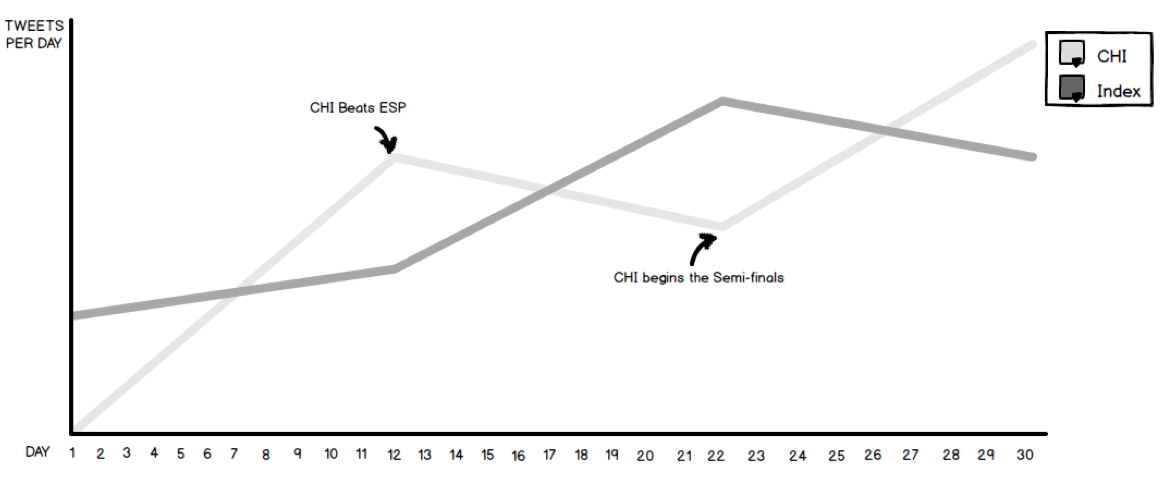 TWEETS
PER DAY
CHI
Index
CHI Beats ESP
CHI begins the Semi-finals
DAY 1 2 3 4 5 6 7 8 9 10 11 12 13 14 15 16 17 18 19 20 21 22 23 24 25 26 27 28 29 30